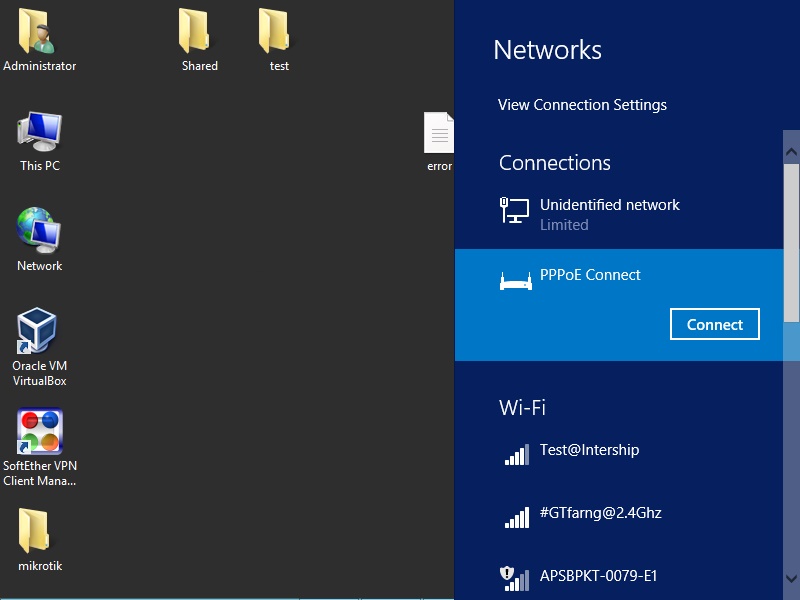 Administrator
Shared
test
This PC
error
Network
Oracle VM
VirtualBox
SoftEther VPN
Client Mana...
mikrotik
Networks
View Connection Settings
Connections
Unidentified network
Limited
PPPoE Connect
Connect
Wi-Fi
Test@Intership
#GTfarng@2.4Ghz
APSBPKT-0079-E1